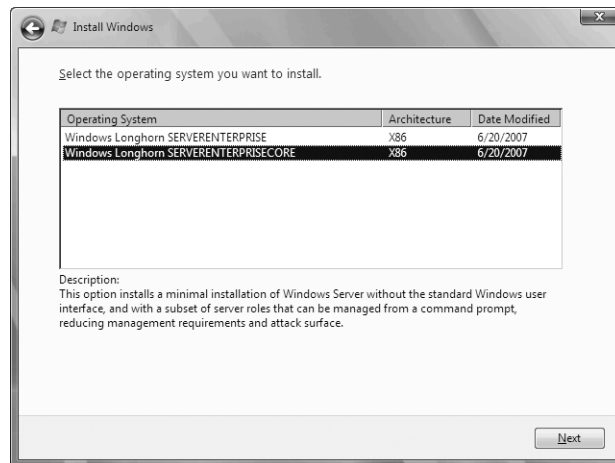 Install Windows
Select the operating system you want to install.
Operating System Architecture Date Modified
Windows Longhorn SERVERENTERPRISE X86 6/20/2007
Windows Longhorn SERVERENTERPRISECORE X86 6/20/2007
Description:
This option installs a minimal installation of Windows Server without the standard Windows user
interface, and with a subset of server roles that can be managed from a command prompt,
reducing management requirements and attack surface.
Next